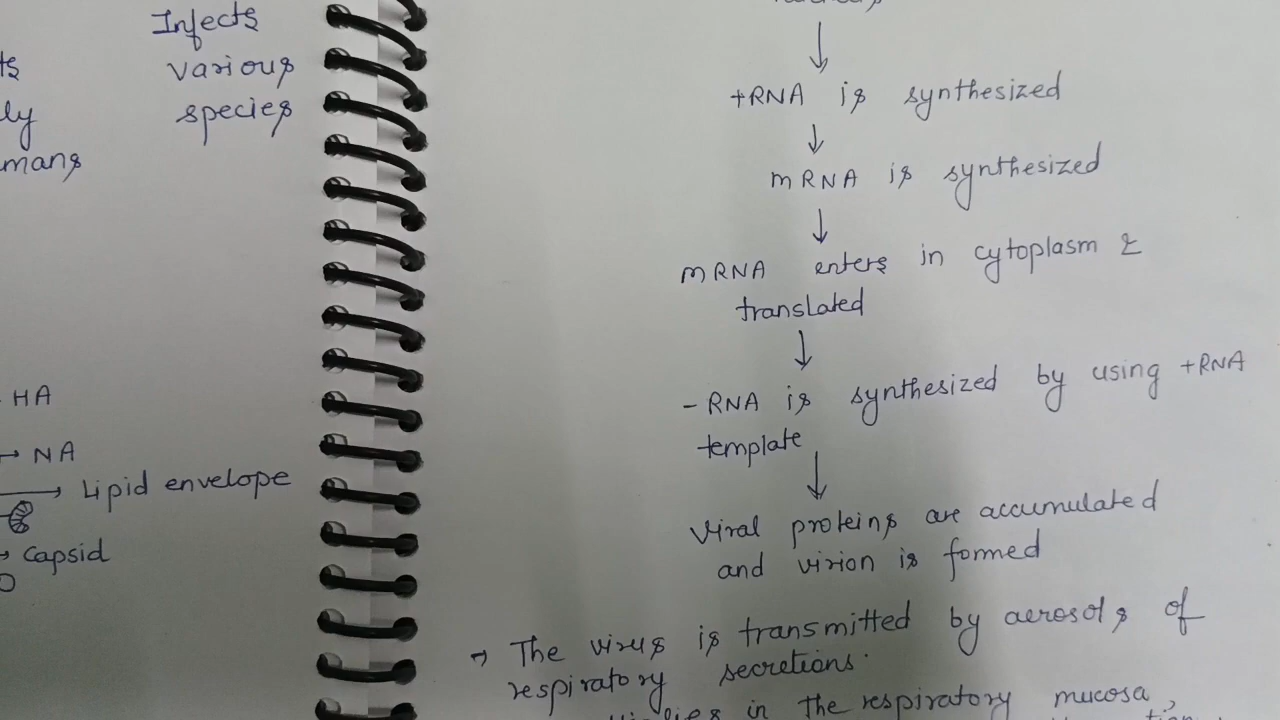 Infects
various
species
ly
mans
HA
→ NA
→ Lipid envelope
→ capsid
↓
+RNA is synthesized
↓
mRNA is synthesized
↓
mRNA enters in cytoplasm &
translated
↓
- RNA is synthesized by using +RNA
template
↓
Viral proteins are accumulated
and virion is formed
→ The virus is transmitted by aerosols of
respiratory secretions.
in the respiratory mucosa,